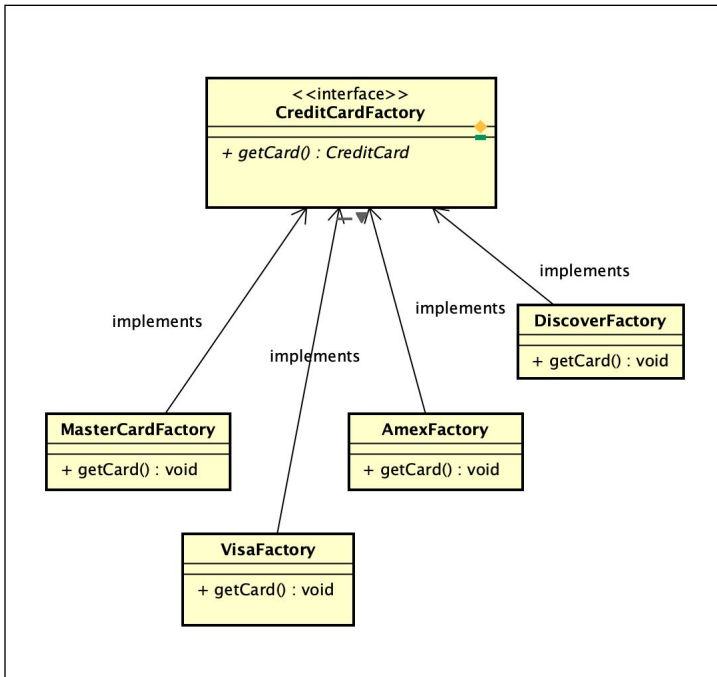 <<interface>>
CreditCardFactory
+ getCard() : CreditCard
implements
implements
implements
implements
DiscoverFactory
+ getCard() : void
MasterCardFactory
+ getCard() : void
AmexFactory
+ getCard() : void
VisaFactory
+ getCard() : void